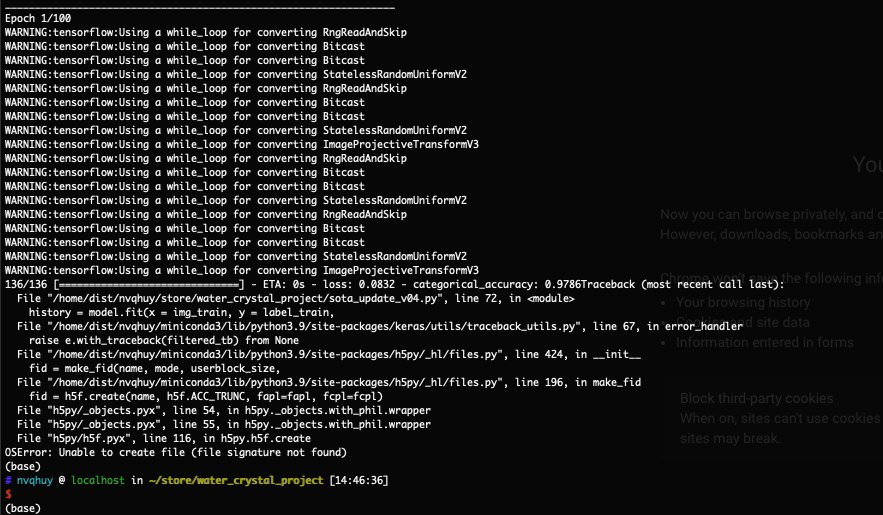 Epoch 1/100
WARNING:tensorflow:Using a while_loop for converting RngReadAndSkip
WARNING:tensorflow:Using a while_loop for converting Bitcast
WARNING:tensorflow:Using a while_loop for converting Bitcast
WARNING:tensorflow:Using a while_loop for converting StatelessRandomUniformV2
WARNING:tensorflow:Using a while_loop for converting RngReadAndSkip
WARNING:tensorflow:Using a while_loop for converting Bitcast
WARNING:tensorflow:Using a while_loop for converting Bitcast
WARNING:tensorflow:Using a while_loop for converting StatelessRandomUniformV2
WARNING:tensorflow:Using a while_loop for converting ImageProjectiveTransformV3
WARNING:tensorflow:Using a while_loop for converting RngReadAndSkip
WARNING:tensorflow:Using a while_loop for converting Bitcast
WARNING:tensorflow:Using a while_loop for converting Bitcast
WARNING:tensorflow:Using a while_loop for converting StatelessRandomUniformV2
WARNING:tensorflow:Using a while_loop for converting RngReadAndSkip
WARNING:tensorflow:Using a while_loop for converting Bitcast
WARNING:tensorflow:Using a while_loop for converting Bitcast
WARNING:tensorflow:Using a while_loop for converting StatelessRandomUniformV2
WARNING:tensorflow:Using a while_loop for converting ImageProjectiveTransformV3
136/136 [==============================] - ETA: 0s - loss: 0.0832 - categorical_accuracy: 0.9786Traceback (most recent call last):
  File "/home/dist/nvqhuy/store/water_crystal_project/sota_update_v04.py", line 72, in <module>
    history = model.fit(x = img_train, y = label_train,
  File "/home/dist/nvqhuy/miniconda3/lib/python3.9/site-packages/keras/utils/traceback_utils.py", line 67, in error_handler
    raise e.with_traceback(filtered_tb) from None
  File "/home/dist/nvqhuy/miniconda3/lib/python3.9/site-packages/h5py/_hl/files.py", line 424, in __init__
    fid = make_fid(name, mode, userblock_size,
  File "/home/dist/nvqhuy/miniconda3/lib/python3.9/site-packages/h5py/_hl/files.py", line 196, in make_fid
    fid = h5f.create(name, h5f.ACC_TRUNC, fapl=fapl, fcpl=fcpl)
  File "h5py/_objects.pyx", line 54, in h5py._objects.with_phil.wrapper
  File "h5py/_objects.pyx", line 55, in h5py._objects.with_phil.wrapper
  File "h5py/h5f.pyx", line 116, in h5py.h5f.create
OSError: Unable to create file (file signature not found)
(base)
# nvqhuy @ localhost in ~/store/water_crystal_project [14:46:36]
$
(base)
You
Now you can browse privately, and o
However, downloads, bookmarks an
Chrome won't save the following info
• Your browsing history
• Cookies and site data
• Information entered in forms
Block third-party cookies
When on, sites can't use cookies
sites may break.